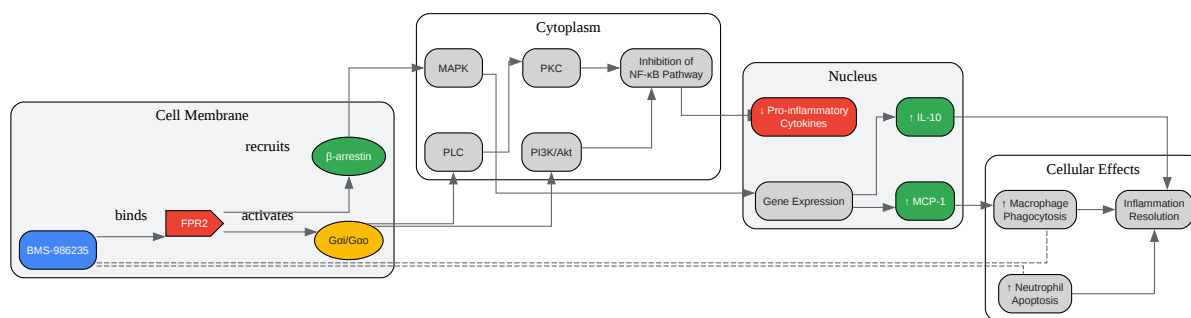 Cytoplasm
MAPK
PKC
Inhibition of
NF-κB Pathway
PLC
PI3K/Akt
Nucleus
↓ Pro-inflammatory
Cytokines
↑ IL-10
Gene Expression
↑ MCP-1
Cell Membrane
recruits
β-arrestin
binds
FPR2
activates
Gαi/Gαo
BMS-986235
Cellular Effects
↑ Macrophage
Phagocytosis
Inflammation
Resolution
↑ Neutrophil
Apoptosis